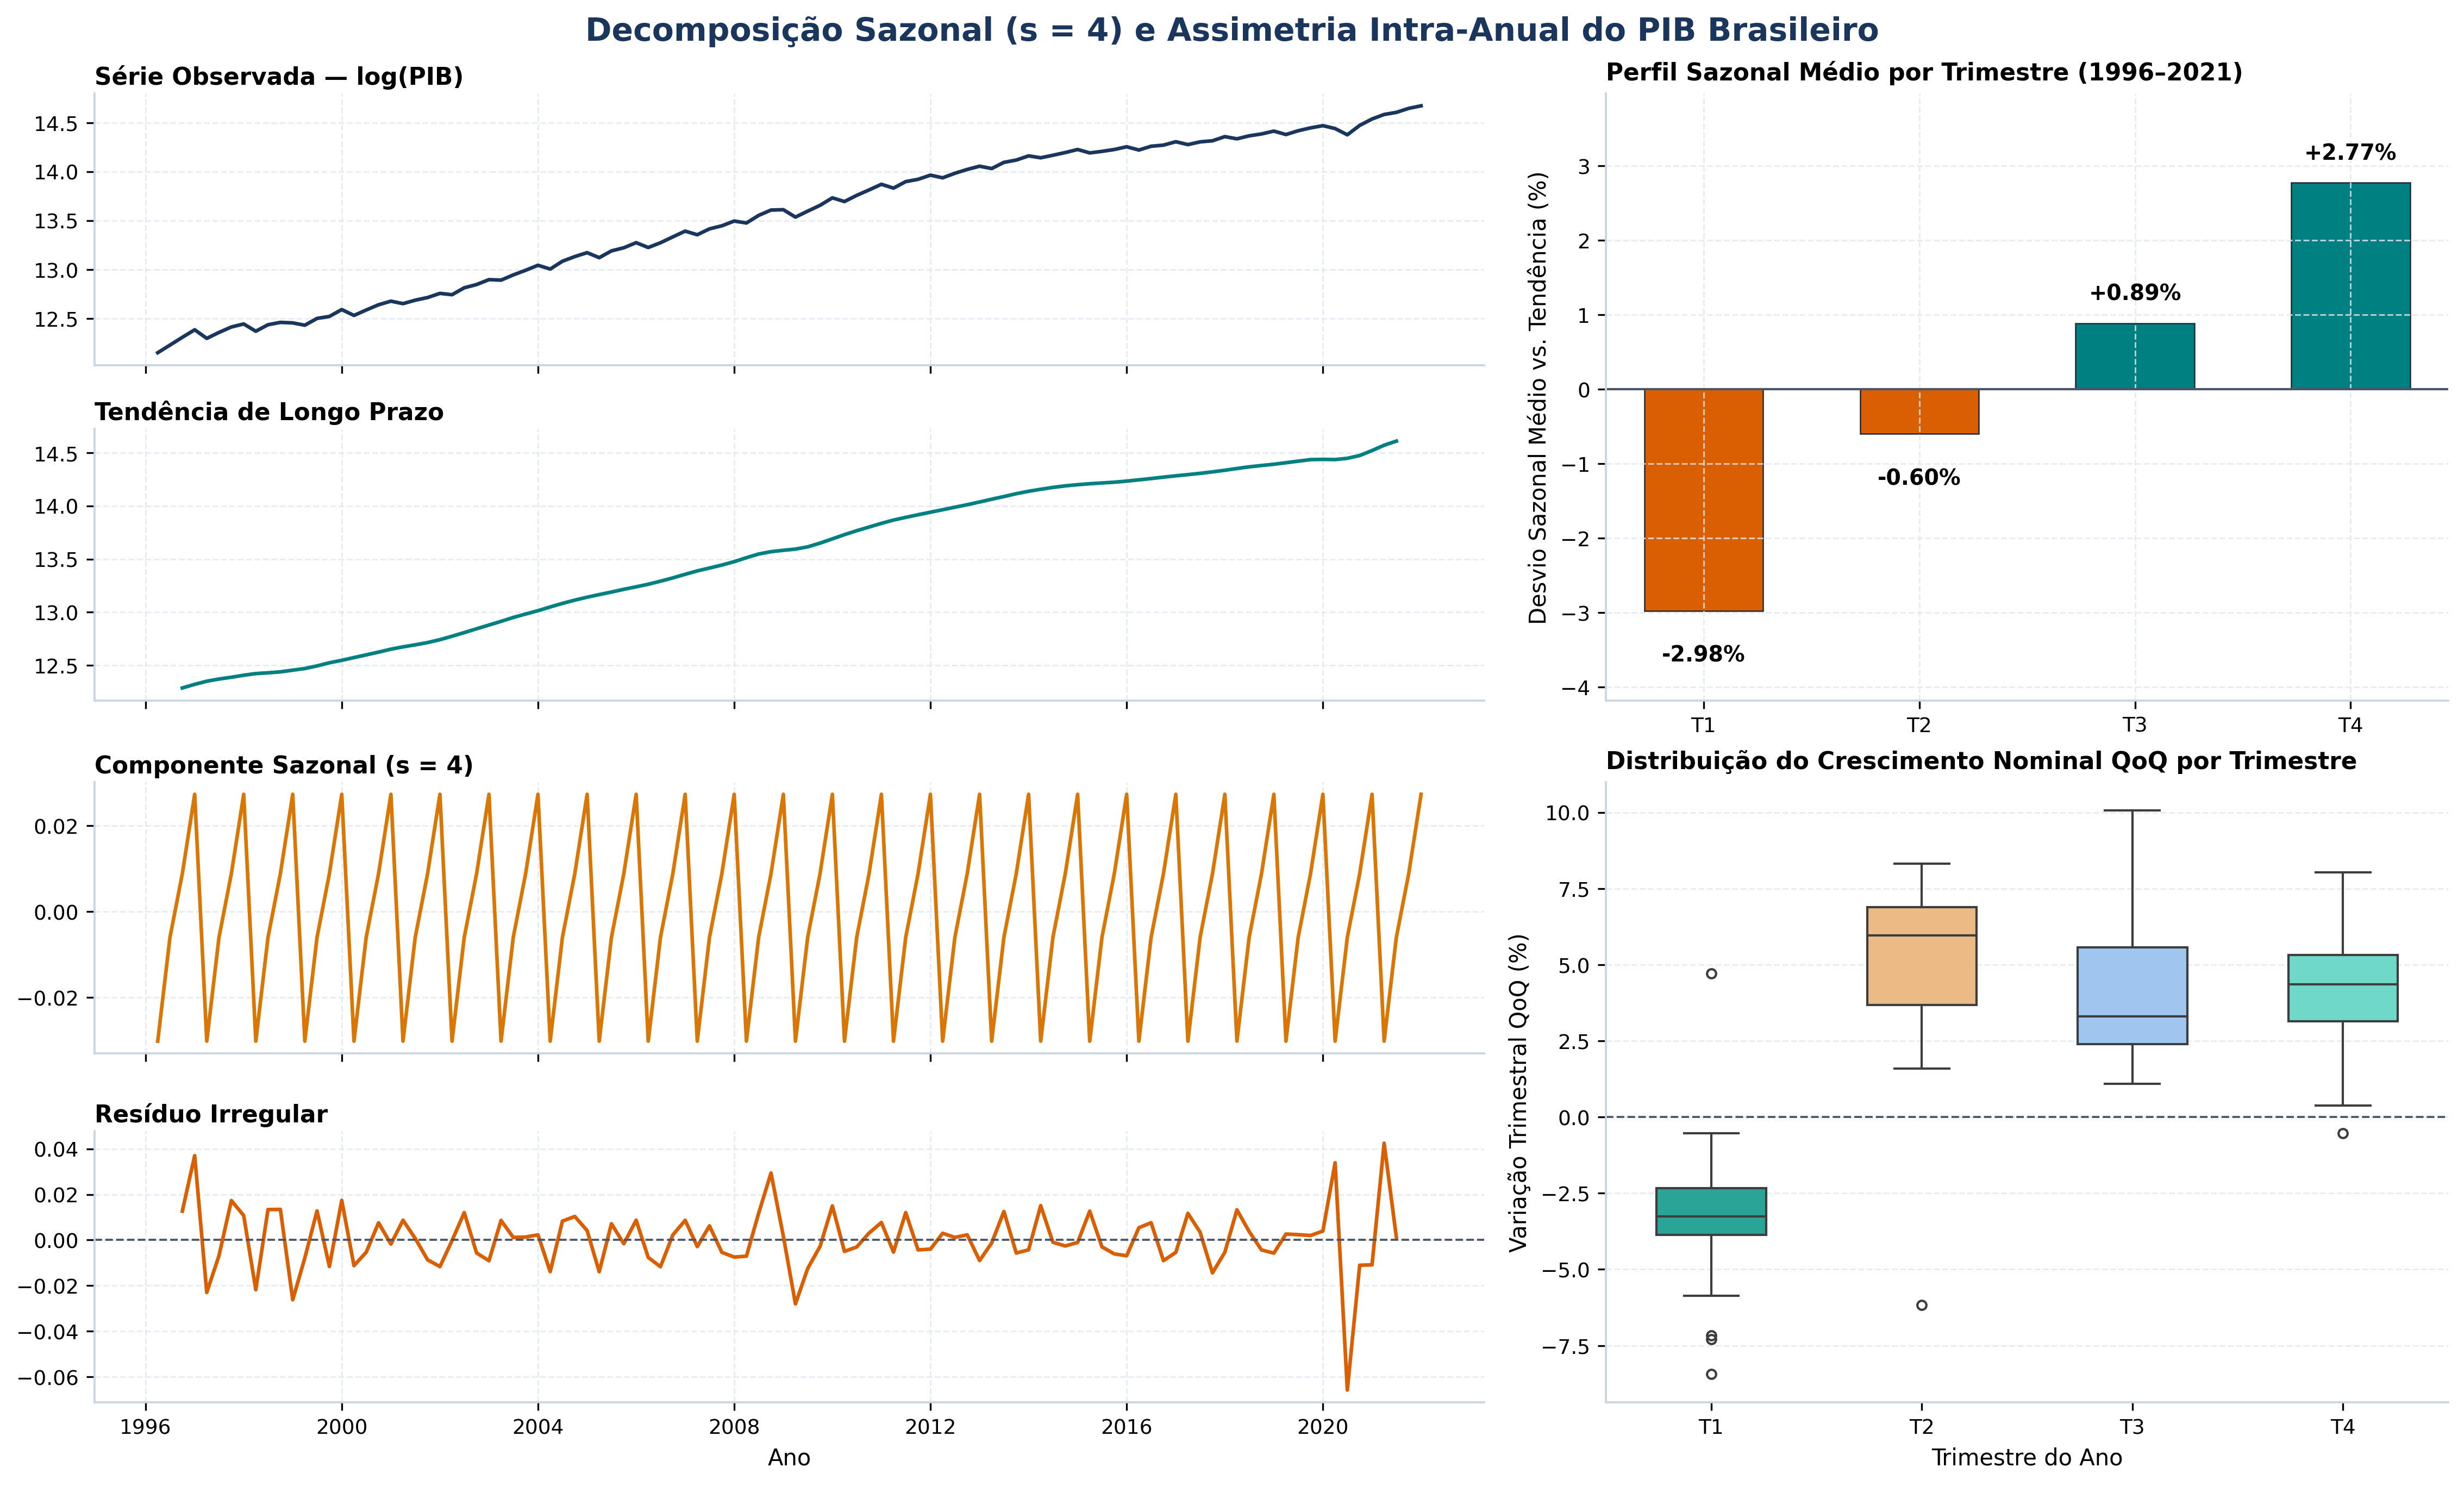 Decomposição Sazonal (s = 4) e Assimetria Intra-Anual do PIB Brasileiro
Série Observada — log(PIB)
14.5
14.0
13.5
13.0
12.5
Tendência de Longo Prazo
14.5
14.0
13.5
13.0
12.5
Componente Sazonal (s = 4)
0.02
0.00
−0.02
Resíduo Irregular
0.04
0.02
0.00
−0.02
−0.04
−0.06
1996 2000 2004 2008 2012 2016 2020
Ano
Perfil Sazonal Médio por Trimestre (1996–2021)
Desvio Sazonal Médio vs. Tendência (%)
3
2
1
0
−1
−2
−3
−4
-2.98%
-0.60%
+0.89%
+2.77%
T1 T2 T3 T4
Distribuição do Crescimento Nominal QoQ por Trimestre
Variação Trimestral QoQ (%)
10.0
7.5
5.0
2.5
0.0
−2.5
−5.0
−7.5
T1 T2 T3 T4
Trimestre do Ano